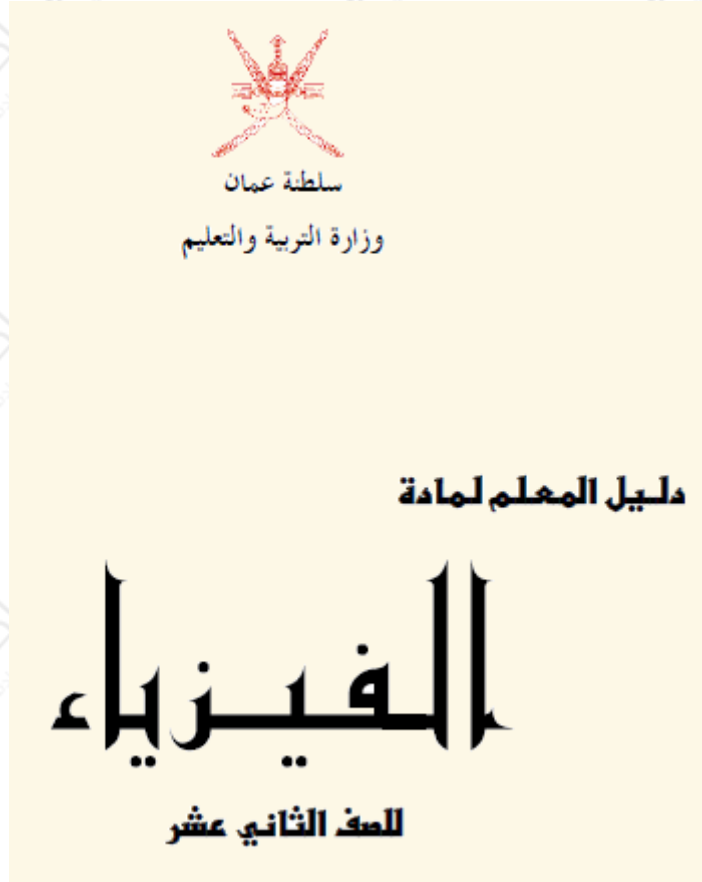 سلطنة عمان
وزارة التربية والتعليم
دليل المعلم لمادة
الفيزياء
للصف الثاني عشر